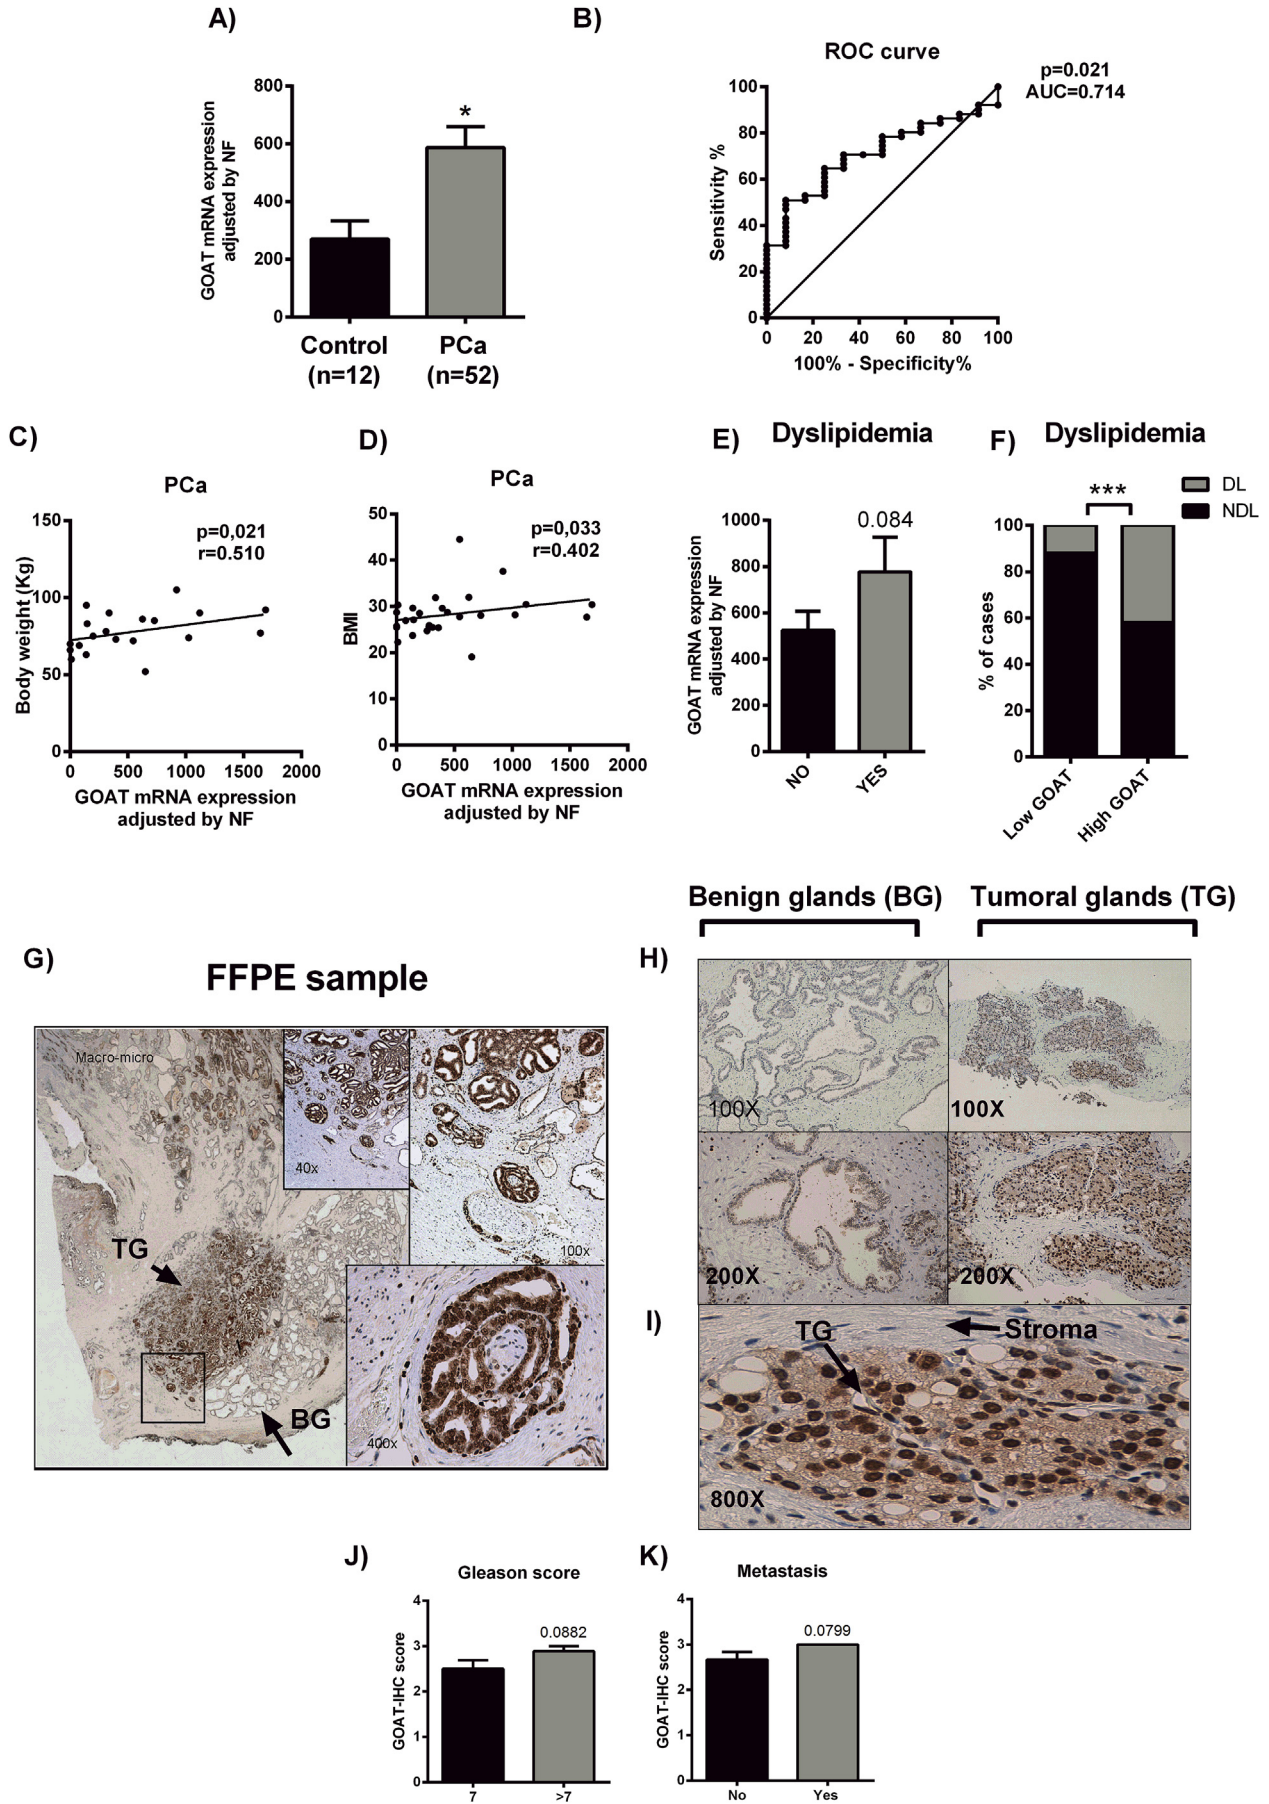 A)
GOAT mRNA expression
adjusted by NF
800
600
400
200
0
*
Control
(n=12)
PCa
(n=52)
B)
ROC curve
p=0.021
AUC=0.714
Sensitivity %
100
80
60
40
20
0
0 20 40 60 80 100
100% - Specificity%
C)
PCa
p=0,021
r=0.510
Body weight (Kg)
150
100
50
0
0 500 1000 1500 2000
GOAT mRNA expression
adjusted by NF
D)
PCa
p=0,033
r=0.402
BMI
50
40
30
20
10
0
0 500 1000 1500 2000
GOAT mRNA expression
adjusted by NF
E)
Dyslipidemia
GOAT mRNA expression
adjusted by NF
1000
800
600
400
200
0
0.084
NO
YES
F)
Dyslipidemia
***
DL
NDL
% of cases
100
80
60
40
20
0
Low GOAT
High GOAT
G)
FFPE sample
Macro-micro
40x
100x
400x
TG
BG
Benign glands (BG)
Tumoral glands (TG)
H)
100X
100X
200X
200X
I)
TG
Stroma
800X
J)
Gleason score
GOAT-IHC score
4
3
2
1
0
0.0882
7
>7
K)
Metastasis
GOAT-IHC score
4
3
2
1
0
0.0799
No
Yes